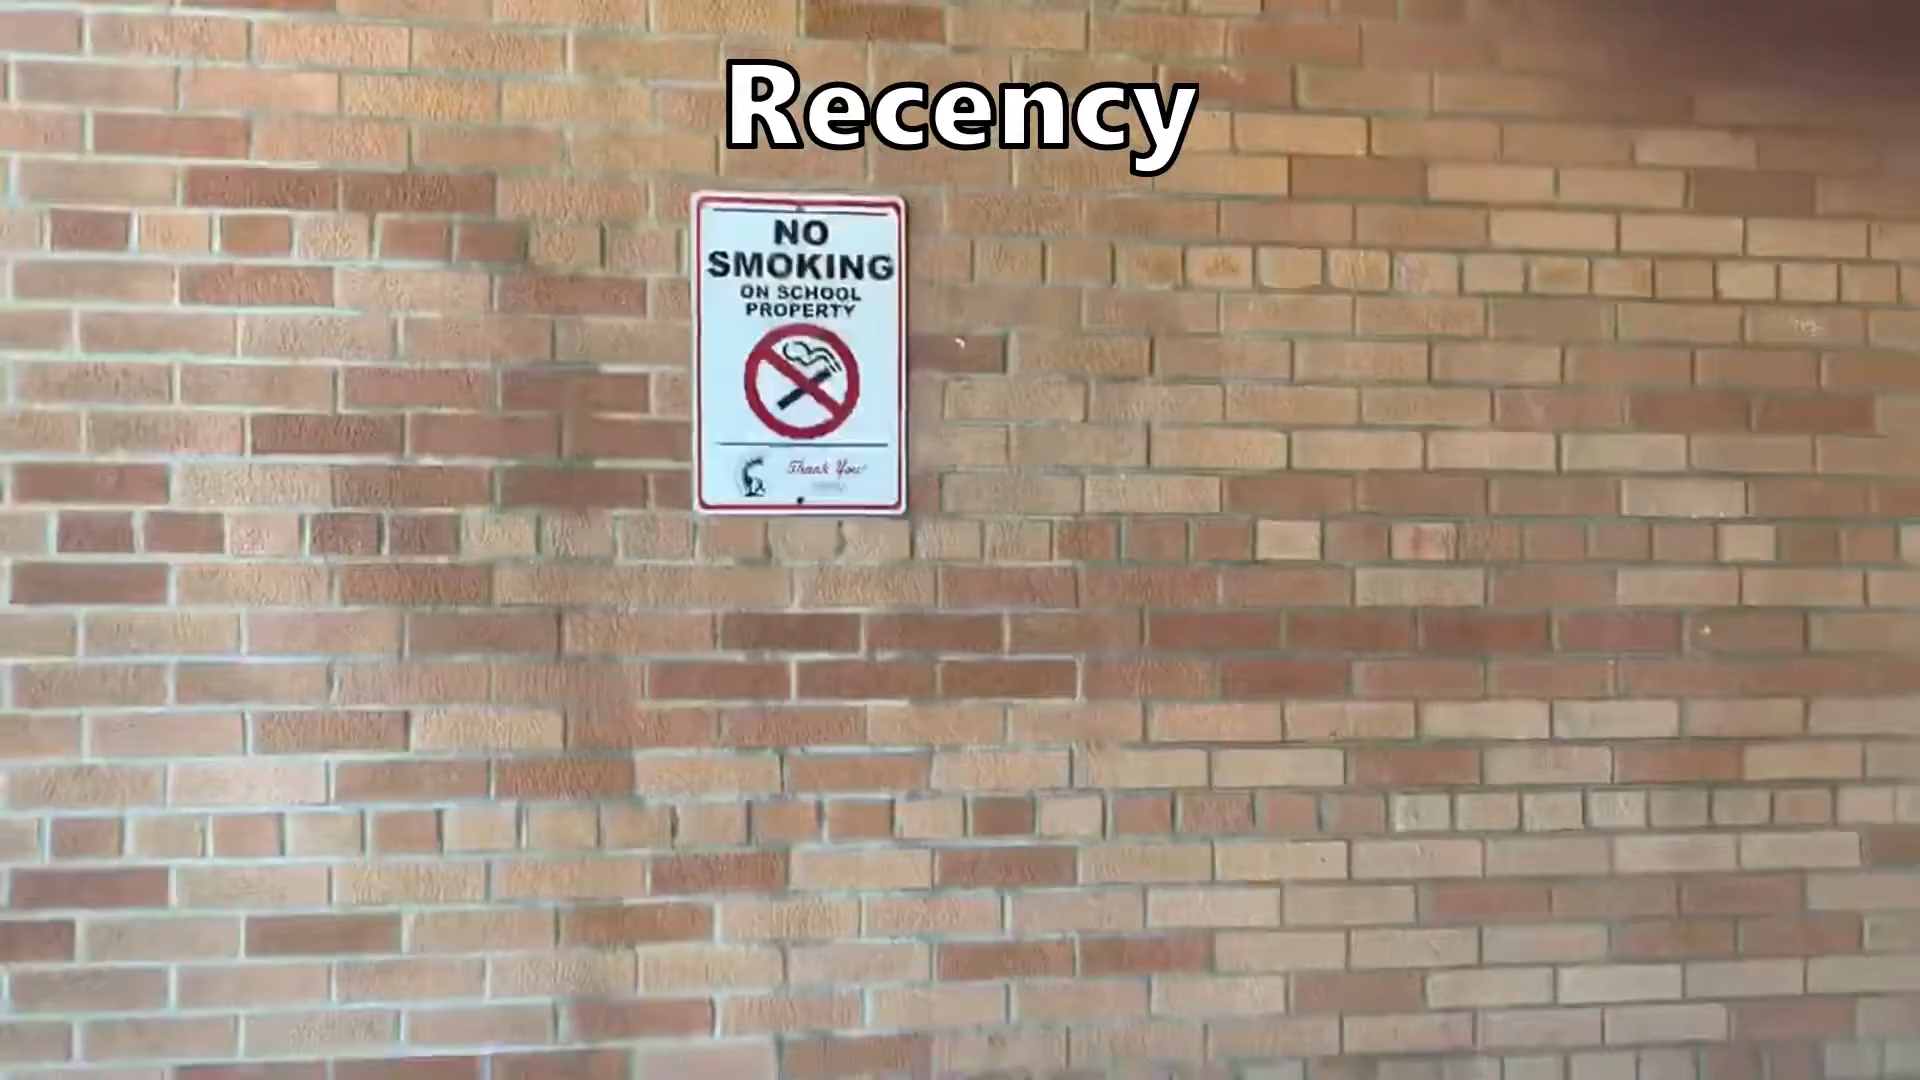 Recency
NO
SMOKING
ON SCHOOL
PROPERTY
Thank You